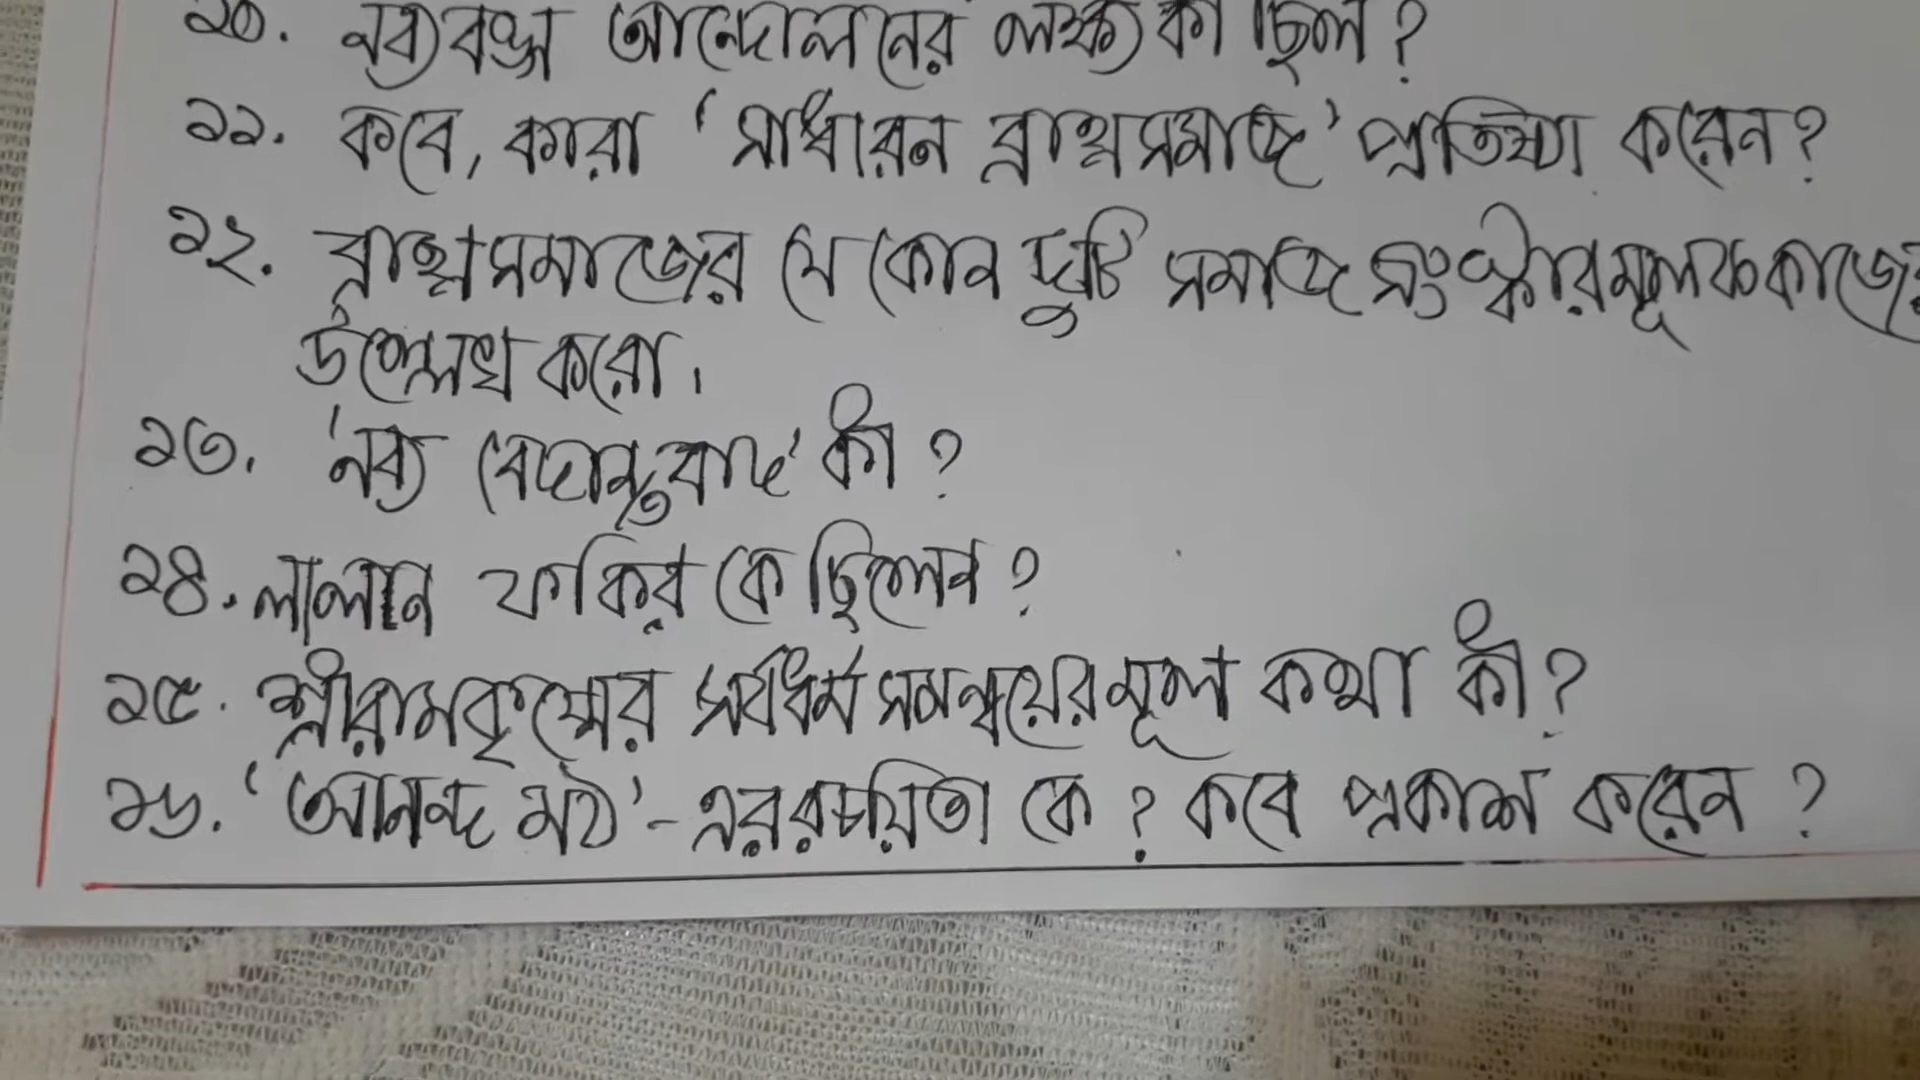 ২০. নব্যবঙ্গ আন্দোলনের লক্ষ্য কী ছিল?
২১. কবে, কারা 'সাধারন ব্রাহ্মসমাজ' প্রতিষ্ঠা করেন?
২২. ব্রাহ্মসমাজের যে কোন দুটি সমাজ সংস্কারমূলক কাজের
উল্লেখ করো।
২৩. 'নব্য বেদান্তবাদ' কী?
২৪. লালন ফকির কে ছিলেন?
২৫. শ্রীরামকৃষ্ণের সর্বধর্ম সমন্বয়ের মূল কথা কী?
২৬. 'আনন্দ মঠ' - এর রচয়িতা কে? কবে প্রকাশ করেন?